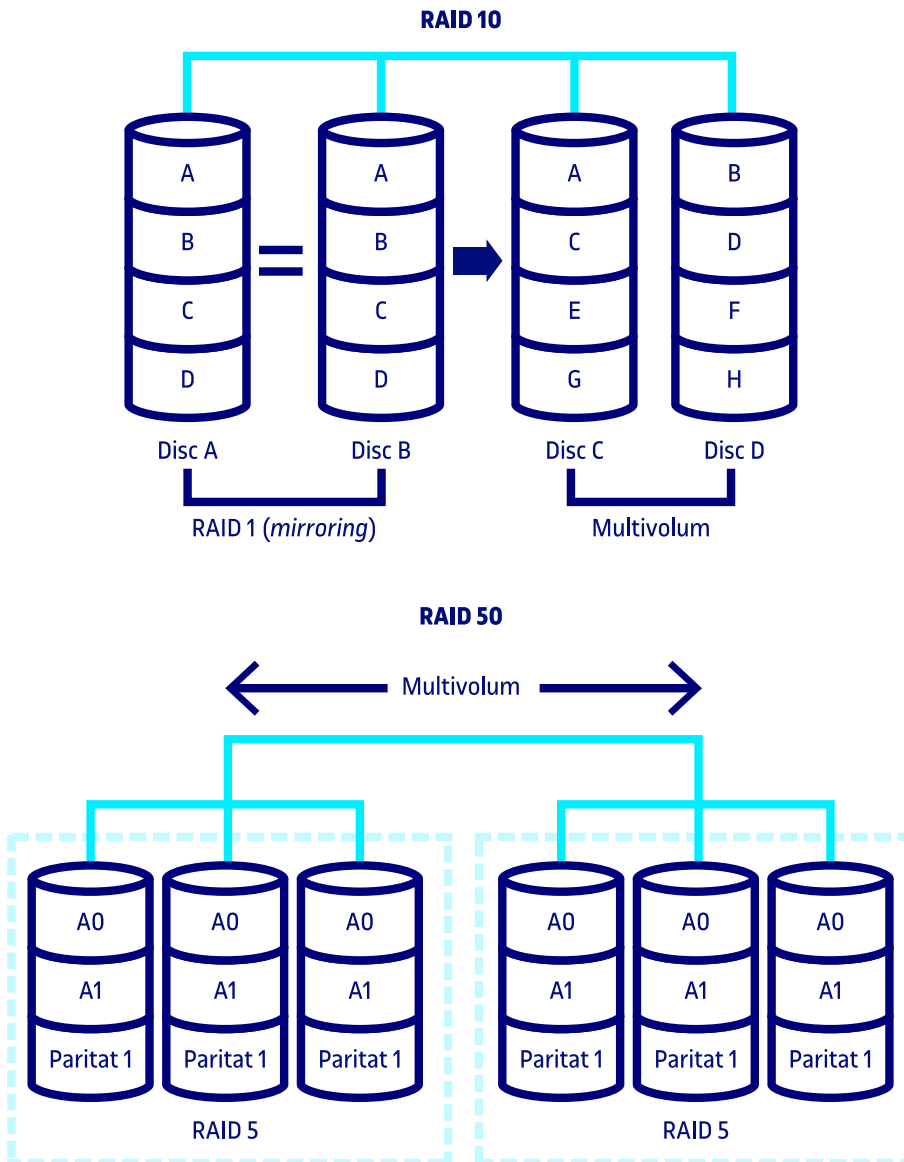 RAID 10
A A A B
B B C D
C C E F
D D G H
Disc A Disc B Disc C Disc D
RAID 1 (mirroring) Multivolum
RAID 50
Multivolum
A0 A0 A0 A0 A0 A0
A1 A1 A1 A1 A1 A1
Paritat 1 Paritat 1 Paritat 1 Paritat 1 Paritat 1 Paritat 1
RAID 5 RAID 5